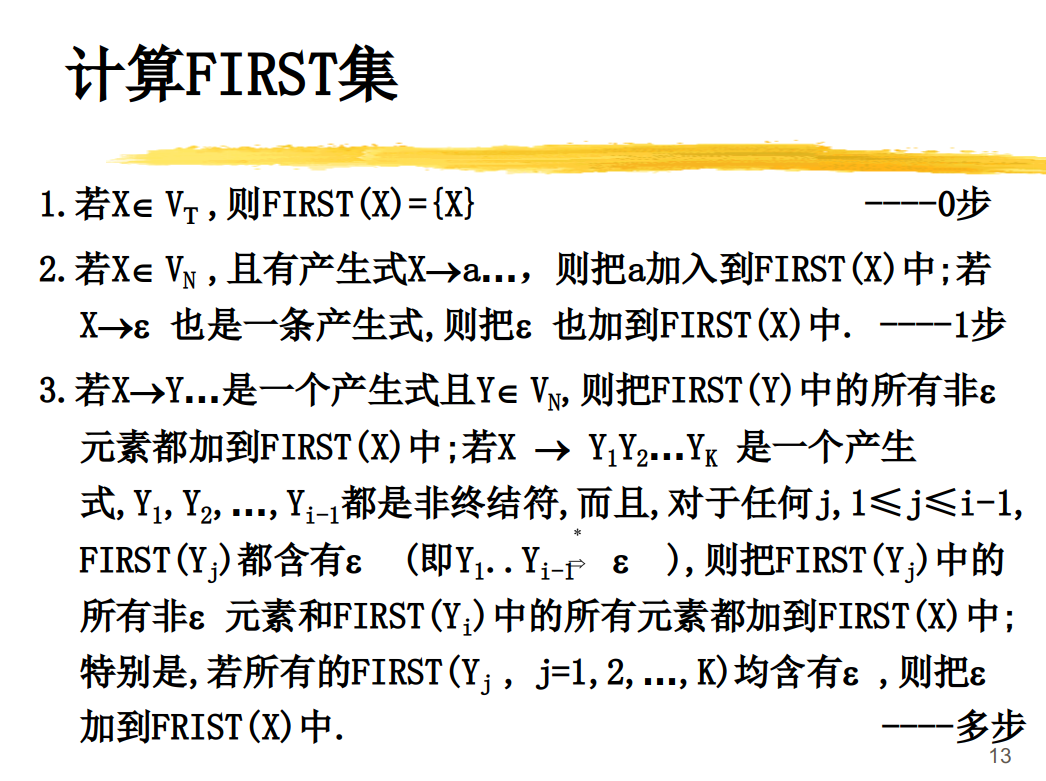 计算FIRST集
1.若X∈ V_T ,则FIRST(X)={X} ----0步
2.若X∈ V_N ,且有产生式X→a…，则把a加入到FIRST(X)中;若
X→ε 也是一条产生式,则把ε 也加到FIRST(X)中. ----1步
3.若X→Y…是一个产生式且Y∈ V_N,则把FIRST(Y)中的所有非ε
元素都加到FIRST(X)中;若X → Y_1Y_2…Y_K 是一个产生
式,Y_1,Y_2,…,Y_{i-1}都是非终结符,而且,对于任何j,1≤j≤i-1,
FIRST(Y_j)都含有ε (即Y_1..Y_{i-1} *⇒ ε ),则把FIRST(Y_j)中的
所有非ε 元素和FIRST(Y_i)中的所有元素都加到FIRST(X)中;
特别是,若所有的FIRST(Y_j , j=1,2,…,K)均含有ε ,则把ε
加到FRIST(X)中. ----多步
13